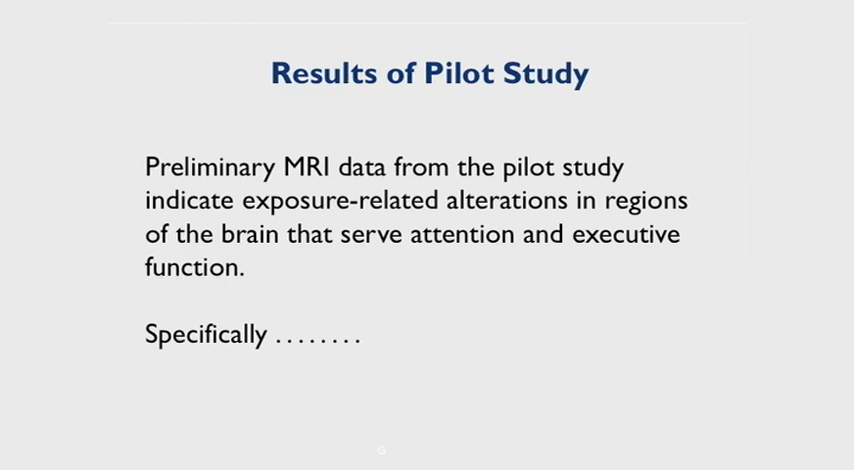 Results of Pilot Study
Preliminary MRI data from the pilot study
indicate exposure-related alterations in regions
of the brain that serve attention and executive
function.
Specifically ........